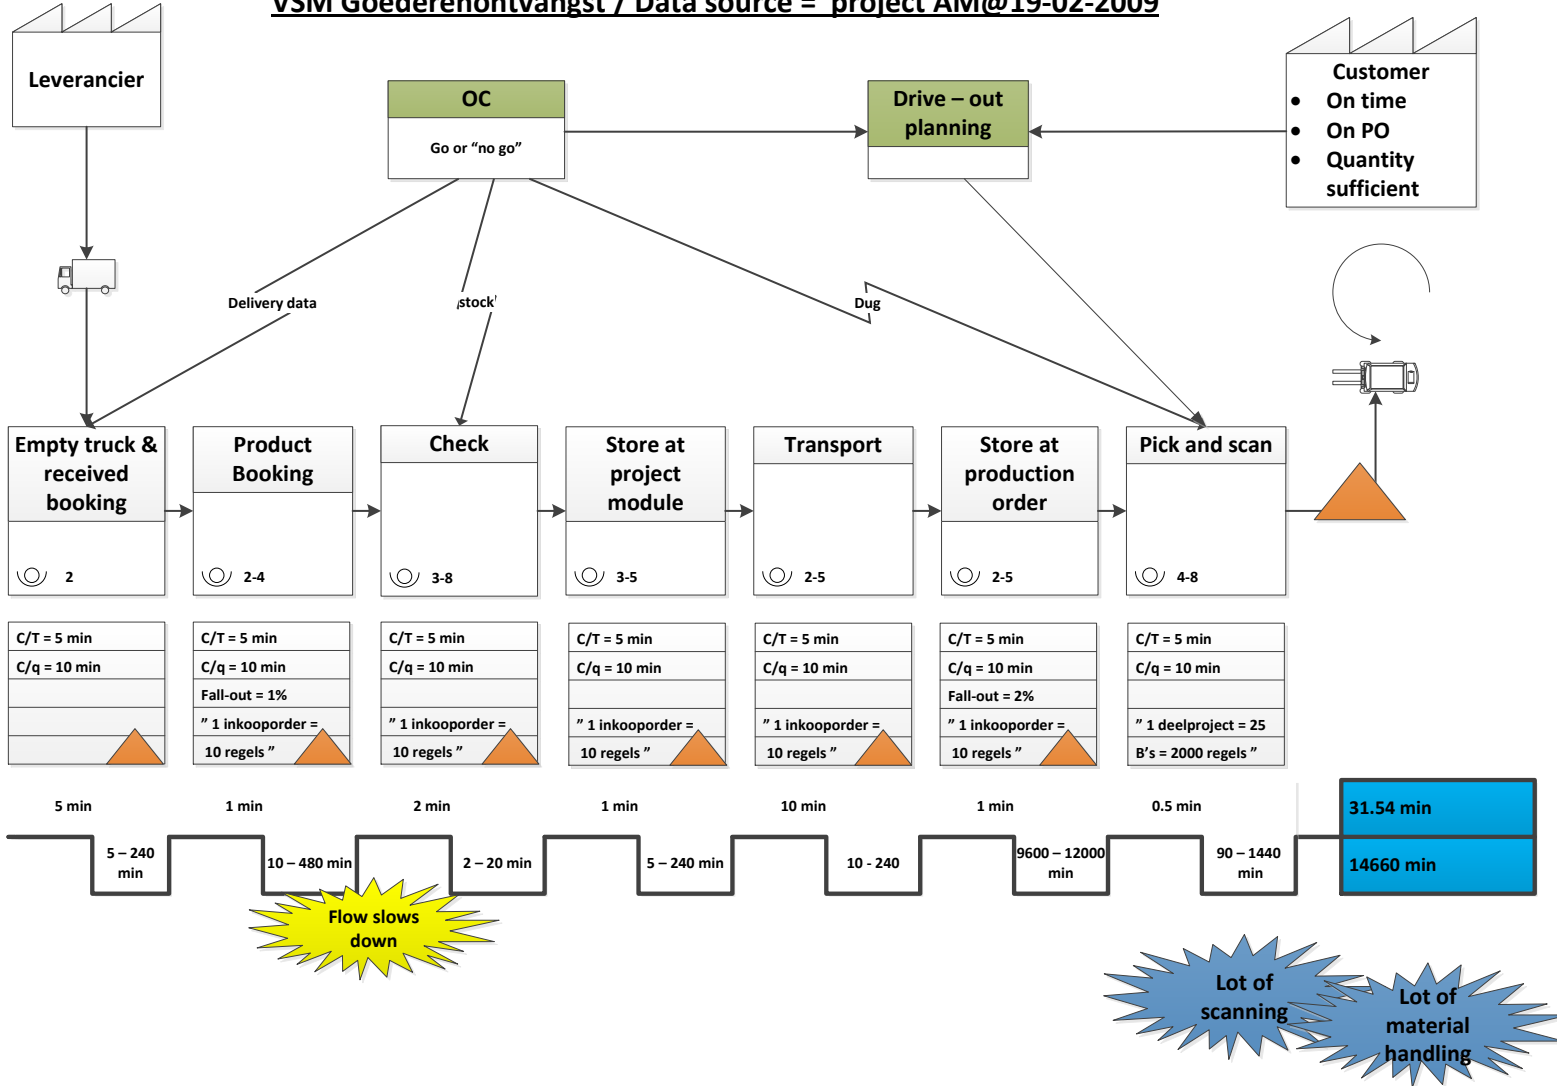 VSM Goederenontvangst / Data source = project AM@19-02-2009
Leverancier
OC
Go or “no go”
Drive – out
planning
Customer
• On time
• On PO
• Quantity
sufficient
Delivery data
stock
Dug
Empty truck &
received
booking
2
Product
Booking
2-4
Check
3-8
Store at
project
module
3-5
Transport
2-5
Store at
production
order
2-5
Pick and scan
4-8
C/T = 5 min
C/q = 10 min
C/T = 5 min
C/q = 10 min
Fall-out = 1%
” 1 inkooporder =
10 regels ”
C/T = 5 min
C/q = 10 min
” 1 inkooporder =
10 regels ”
C/T = 5 min
C/q = 10 min
” 1 inkooporder =
10 regels ”
C/T = 5 min
C/q = 10 min
” 1 inkooporder =
10 regels ”
C/T = 5 min
C/q = 10 min
Fall-out = 2%
” 1 inkooporder =
10 regels ”
C/T = 5 min
C/q = 10 min
” 1 deelproject = 25
B’s = 2000 regels ”
5 min
1 min
2 min
1 min
10 min
1 min
0.5 min
31.54 min
5 – 240
min
10 – 480 min
2 – 20 min
5 – 240 min
10 - 240
9600 – 12000
min
90 – 1440
min
14660 min
Flow slows
down
Lot of
scanning
Lot of
material
handling